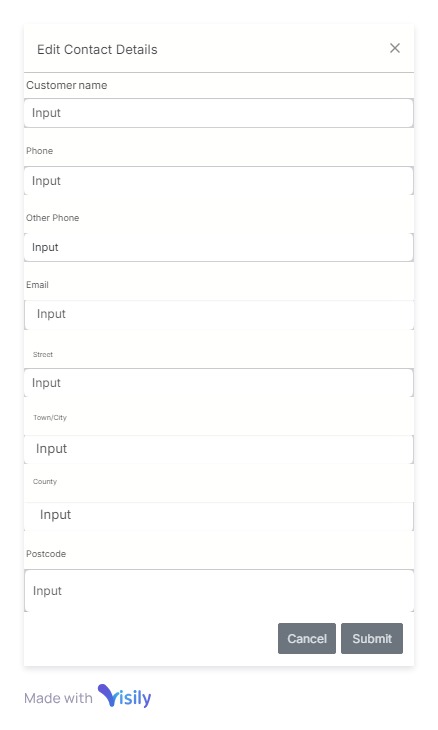 Edit Contact Details
Customer name
Input
Phone
Input
Other Phone
Input
Email
Input
Street
Input
Town/City
Input
County
Input
Postcode
Input
Cancel Submit
Made with Visily